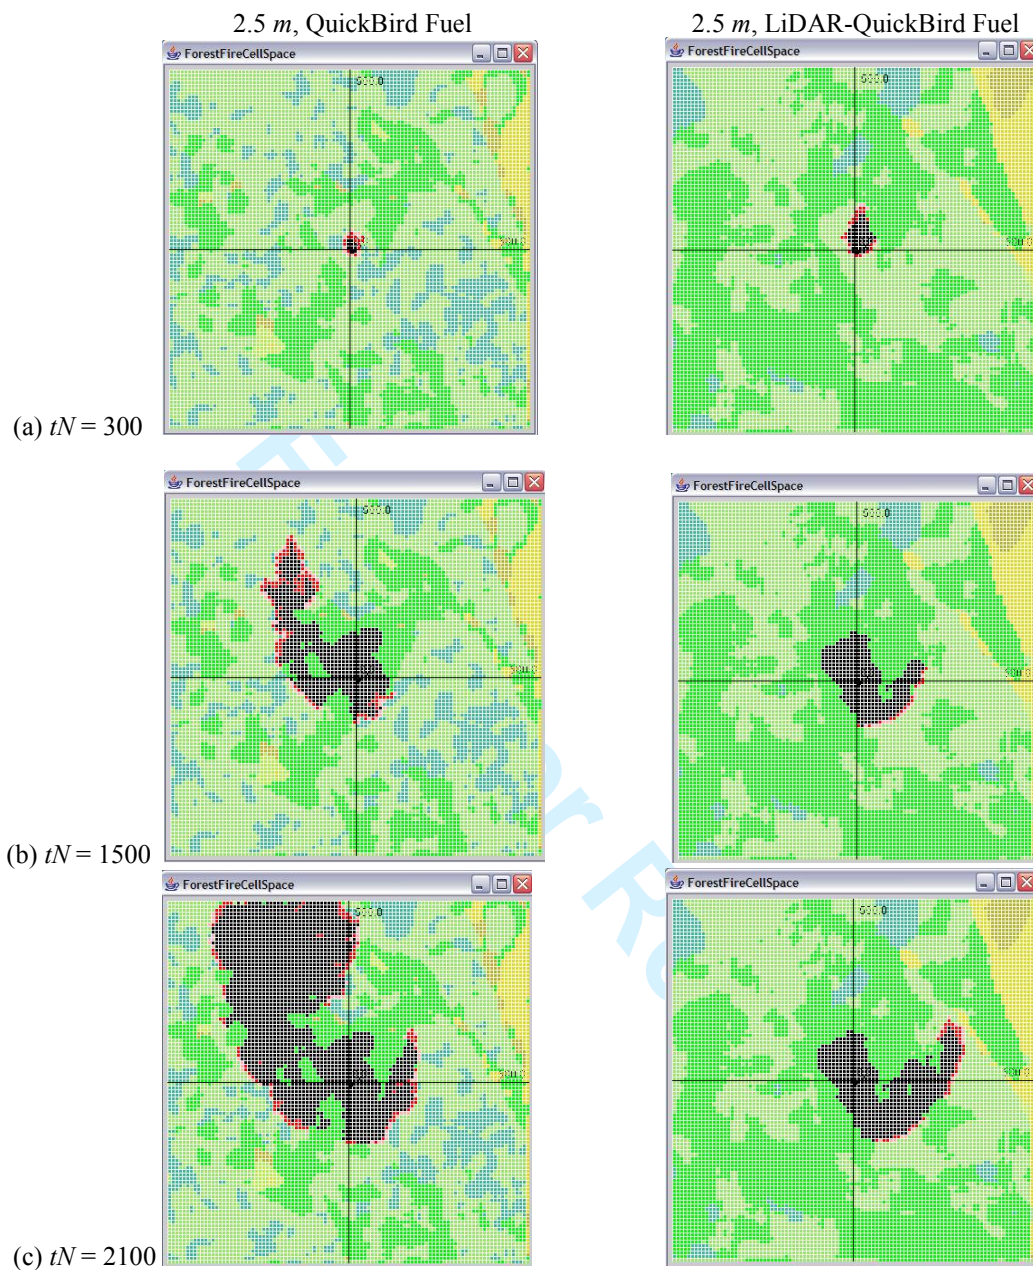 2.5 m, QuickBird Fuel
2.5 m, LiDAR-QuickBird Fuel
ForestFireCellSpace
ForestFireCellSpace
(a) tN = 300
ForestFireCellSpace
ForestFireCellSpace
(b) tN = 1500
ForestFireCellSpace
ForestFireCellSpace
(c) tN = 2100